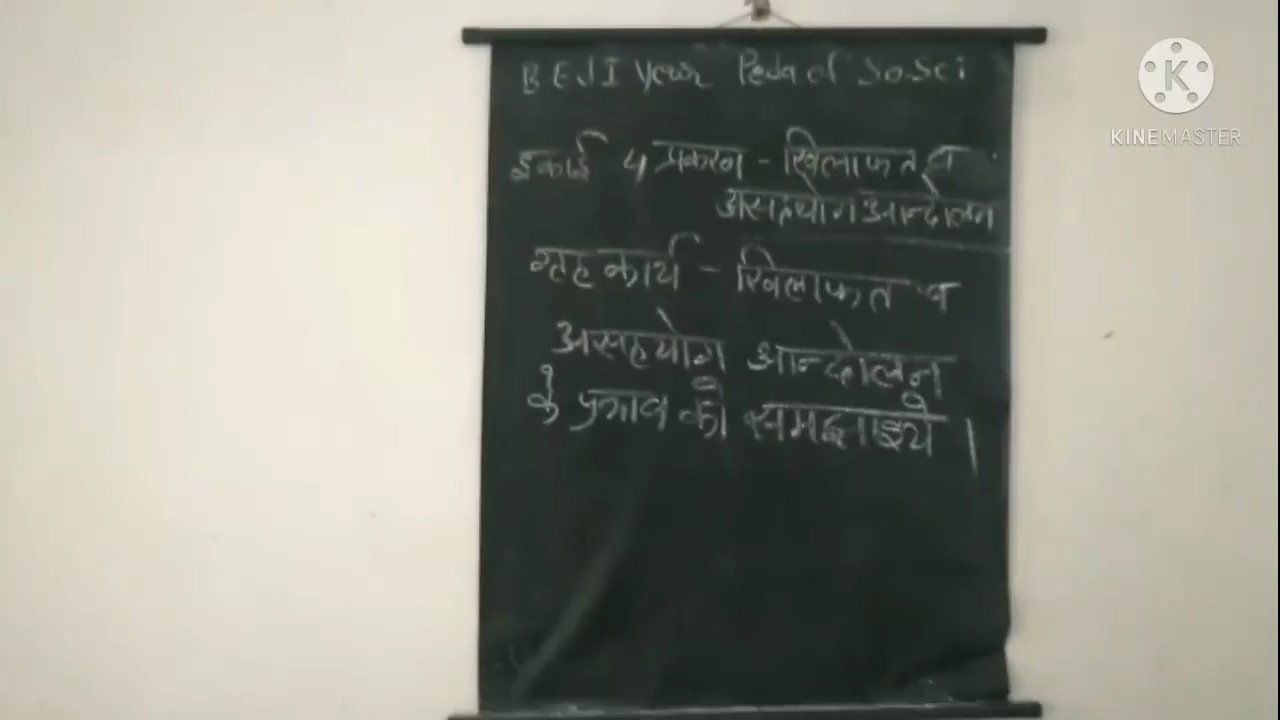 B Ed I Year Peda of So.Sci
इकाई 4 प्रकरण - खिलाफत व
असहयोग आन्दोलन
गृहकार्य - खिलाफत व
असहयोग आन्दोलन
के प्रभाव को समझाइये ।
K
KINEMASTER